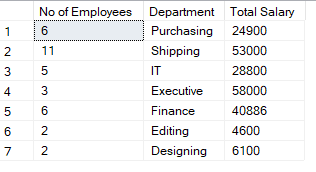 No of Employees Department Total Salary
1 6 Purchasing 24900
2 11 Shipping 53000
3 5 IT 28800
4 3 Executive 58000
5 6 Finance 40886
6 2 Editing 4600
7 2 Designing 6100